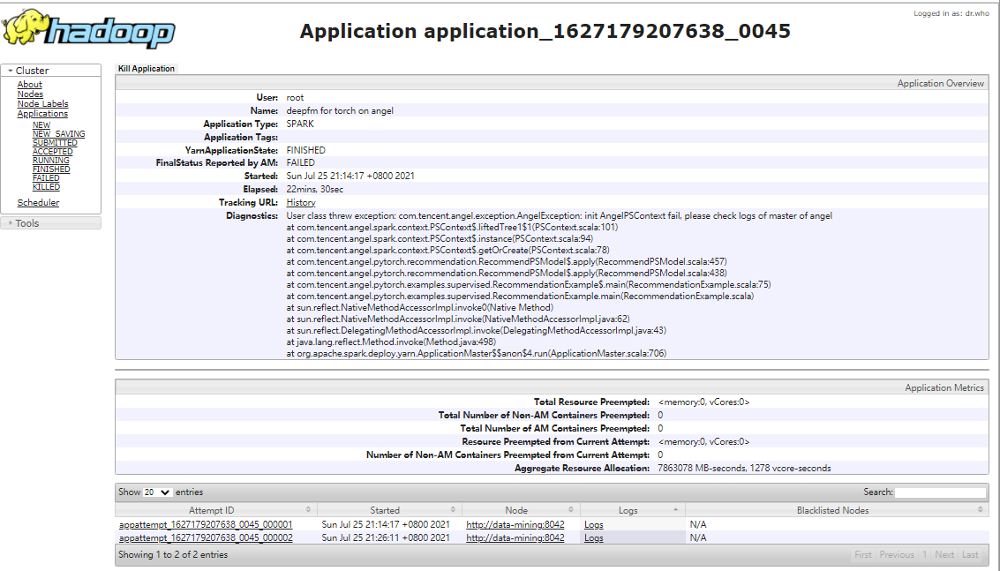 Logged in as: dr.who
hadoop
Application application_1627179207638_0045
Cluster
About
Nodes
Node Labels
Applications
NEW
NEW_SAVING
SUBMITTED
ACCEPTED
RUNNING
FINISHED
FAILED
KILLED
Scheduler
Tools
Kill Application
Application Overview
User: root
Name: deepfm for torch on angel
Application Type: SPARK
Application Tags:
YarnApplicationState: FINISHED
FinalStatus Reported by AM: FAILED
Started: Sun Jul 25 21:14:17 +0800 2021
Elapsed: 22mins, 30sec
Tracking URL: History
Diagnostics: User class threw exception: com.tencent.angel.exception.AngelException: init AngelPSContext fail, please check logs of master of angel
at com.tencent.angel.spark.context.PSContext$.liftedTree1$1(PSContext.scala:101)
at com.tencent.angel.spark.context.PSContext$.instance(PSContext.scala:94)
at com.tencent.angel.spark.context.PSContext$.getOrCreate(PSContext.scala:78)
at com.tencent.angel.pytorch.recommendation.RecommendPSModel$.apply(RecommendPSModel.scala:457)
at com.tencent.angel.pytorch.recommendation.RecommendPSModel$.apply(RecommendPSModel.scala:438)
at com.tencent.angel.pytorch.examples.supervised.RecommendationExample$.main(RecommendationExample.scala:75)
at com.tencent.angel.pytorch.examples.supervised.RecommendationExample.main(RecommendationExample.scala)
at sun.reflect.NativeMethodAccessorImpl.invoke0(Native Method)
at sun.reflect.NativeMethodAccessorImpl.invoke(NativeMethodAccessorImpl.java:62)
at sun.reflect.DelegatingMethodAccessorImpl.invoke(DelegatingMethodAccessorImpl.java:43)
at java.lang.reflect.Method.invoke(Method.java:498)
at org.apache.spark.deploy.yarn.ApplicationMaster$$anon$4.run(ApplicationMaster.scala:706)
Application Metrics
Total Resource Preempted: <memory:0, vCores:0>
Total Number of Non-AM Containers Preempted: 0
Total Number of AM Containers Preempted: 0
Resource Preempted from Current Attempt: <memory:0, vCores:0>
Number of Non-AM Containers Preempted from Current Attempt: 0
Aggregate Resource Allocation: 7863078 MB-seconds, 1278 vcore-seconds
Show 20 entries Search:
Attempt ID Started Node Logs Blacklisted Nodes
appattempt_1627179207638_0045_000001 Sun Jul 25 21:14:17 +0800 2021 http://data-mining:8042 Logs N/A
appattempt_1627179207638_0045_000002 Sun Jul 25 21:26:11 +0800 2021 http://data-mining:8042 Logs N/A
Showing 1 to 2 of 2 entries First Previous 1 Next Last